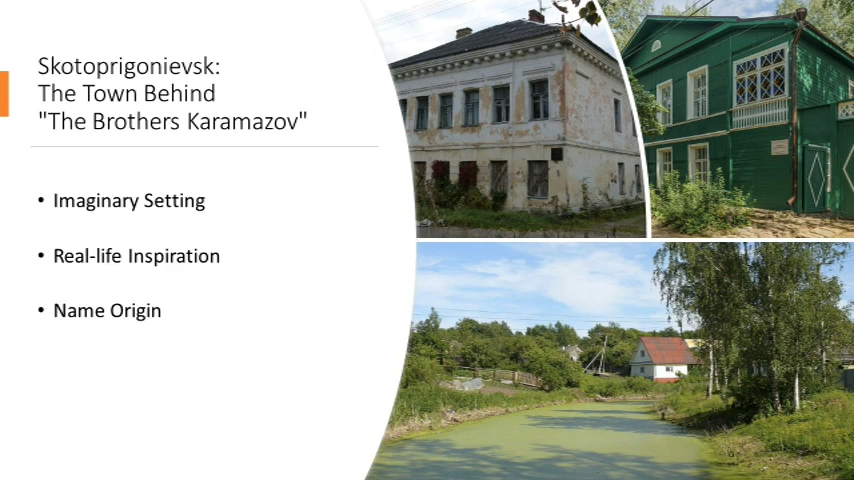 Skotoprigonievsk:
The Town Behind
"The Brothers Karamazov"
• Imaginary Setting
• Real-life Inspiration
• Name Origin